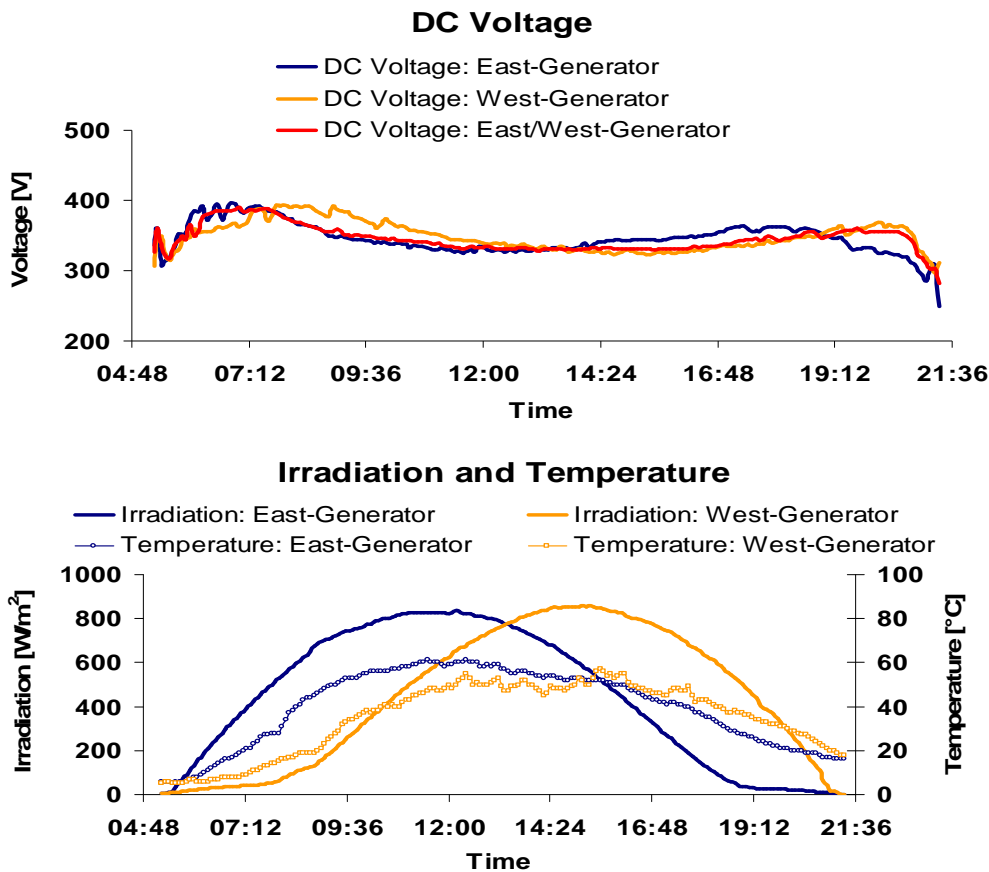 DC Voltage
DC Voltage: East-Generator
DC Voltage: West-Generator
DC Voltage: East/West-Generator
Voltage [V]
500
400
300
200
04:48 07:12 09:36 12:00 14:24 16:48 19:12 21:36
Time
Irradiation and Temperature
Irradiation: East-Generator Irradiation: West-Generator
Temperature: East-Generator Temperature: West-Generator
Irradiation [W/m²]
Temperature [°C]
1000 100
800 80
600 60
400 40
200 20
0 0
04:48 07:12 09:36 12:00 14:24 16:48 19:12 21:36
Time